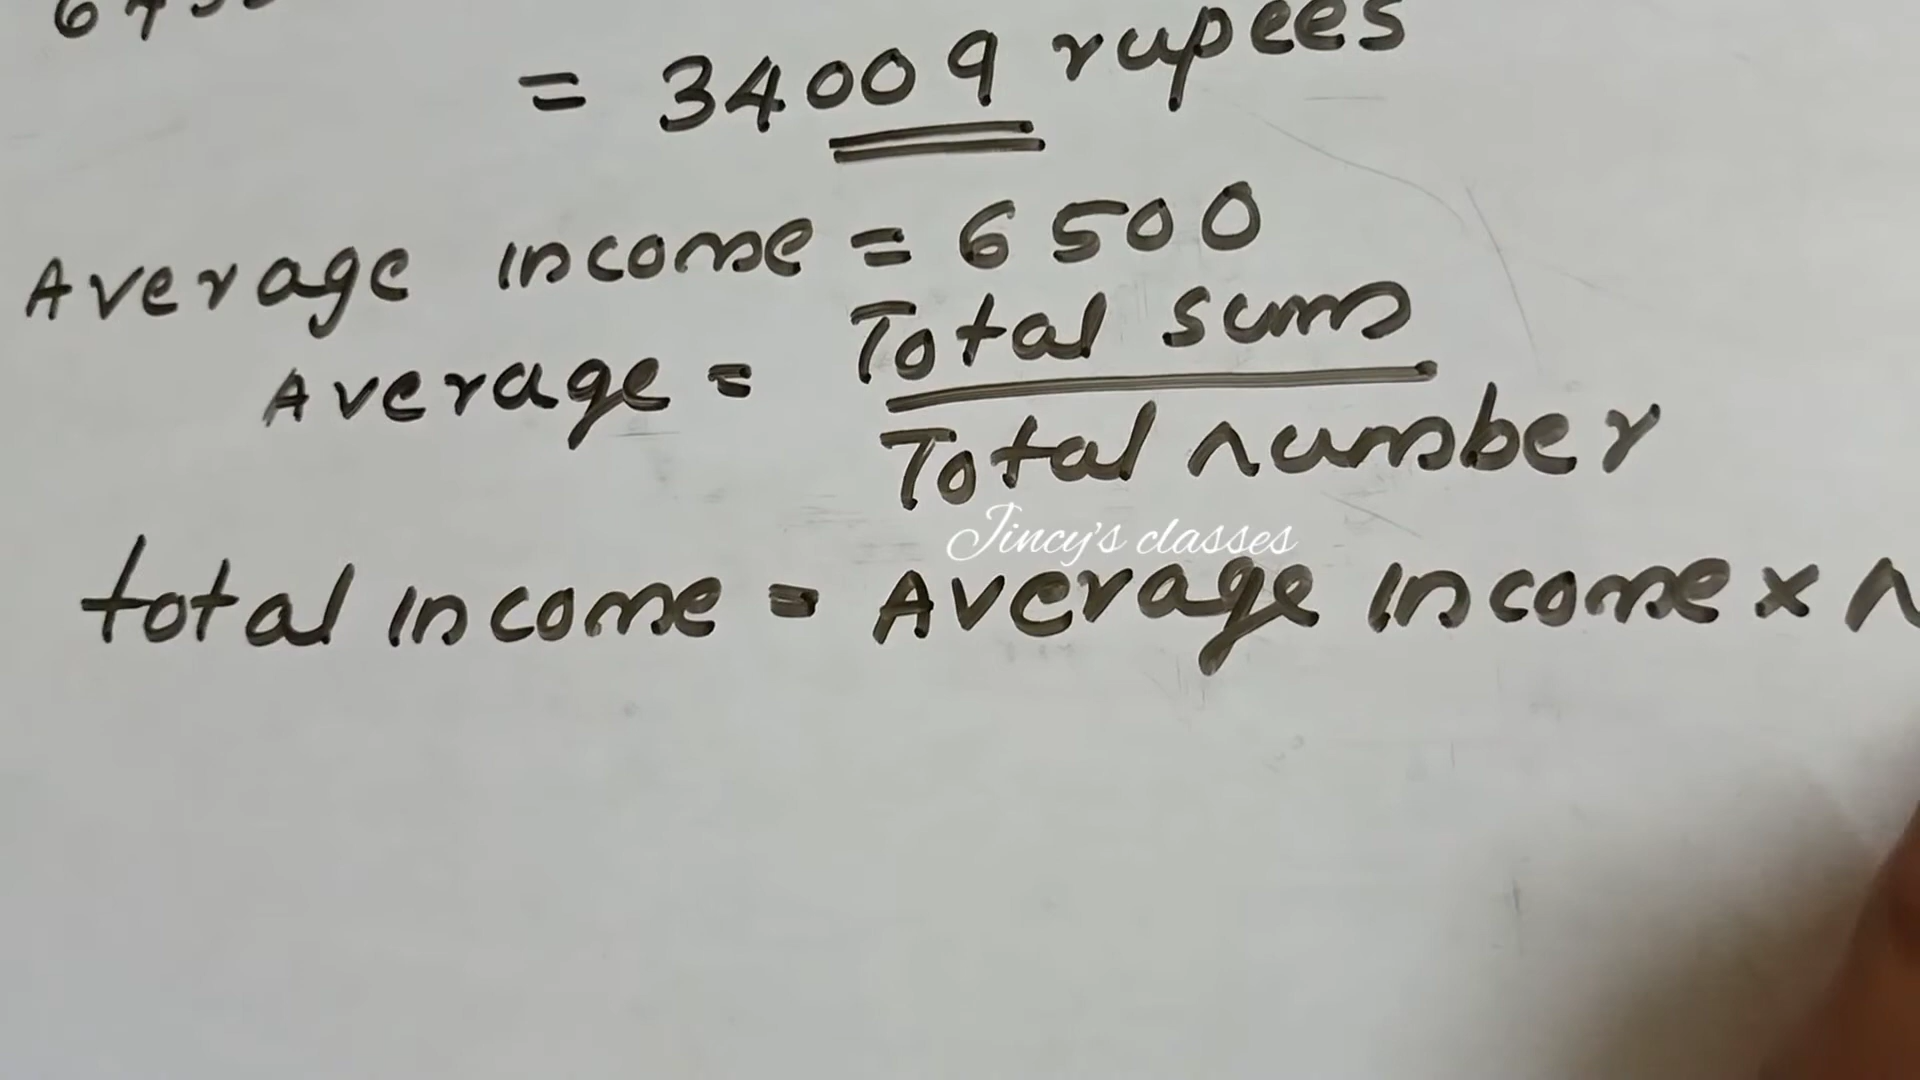 = 34009 rupees
Average income = 6500
Average = Total sum
Total number
Jincy's classes
total income = Average income x